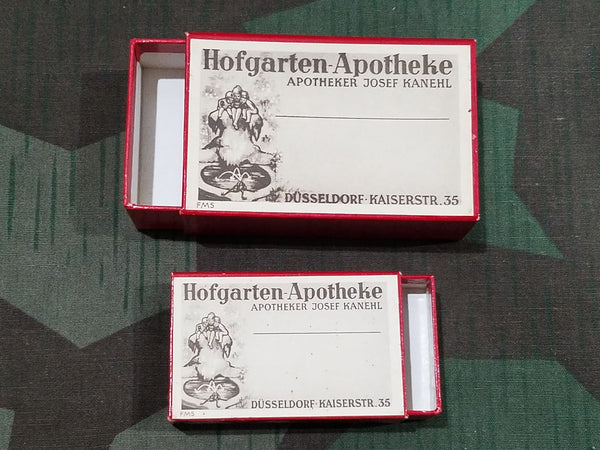 Hofgarten-Apotheke
APOTHEKER JOSEF KANEHL
FMS
DÜSSELDORF·KAISERSTR. 35
Hofgarten-Apotheke
APOTHEKER JOSEF KANEHL
FMS
DÜSSELDORF·KAISERSTR. 35